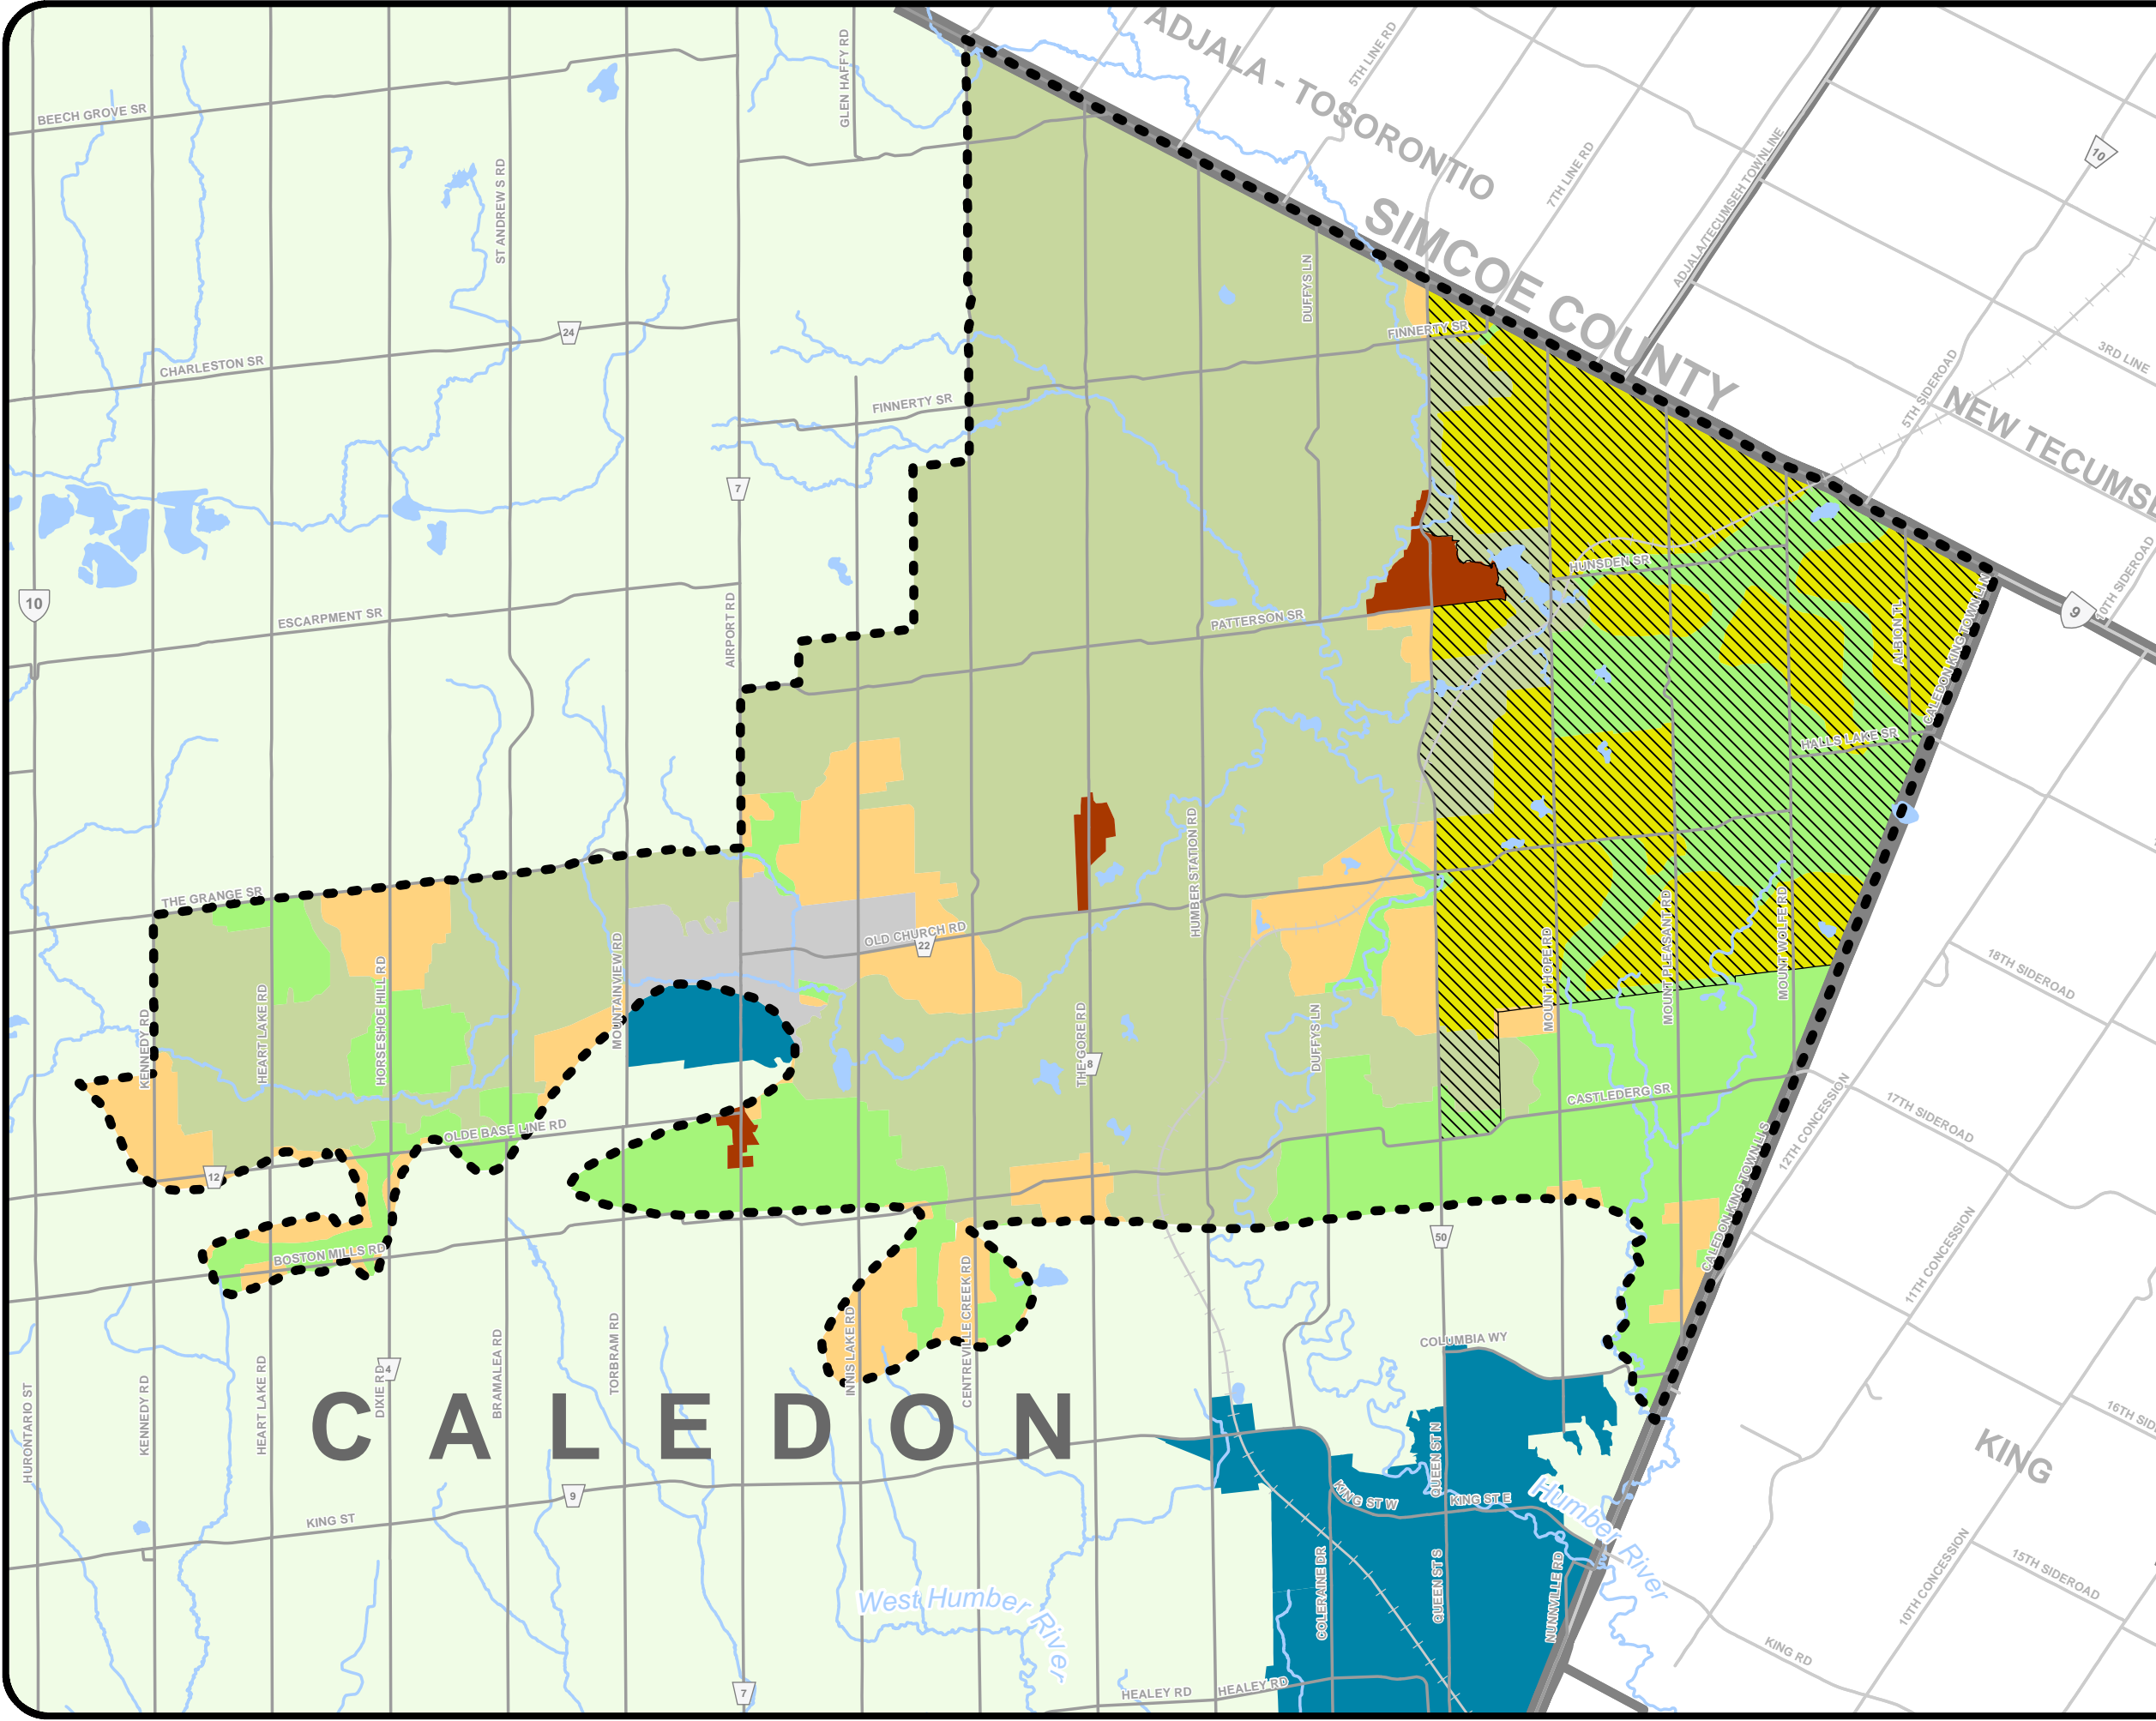 ADJALA - TOSORONTIO
SIMCOE COUNTY
NEW TECUMSE
KING
CALEDON
BEECH GROVE SR
GLEN HAFFY RD
5TH LINE RD
7TH LINE RD
ADJALA/TECUMSEH TOWNLINE
10
ST ANDREW S RD
24
CHARLESTON SR
DUFFYS LN
FINNERTY SR
FINNERTY SR
3RD LINE
5TH SIDEROAD
7
10
ESCARPMENT SR
AIRPORT RD
PATTERSON SR
HUNSDEN SR
ALBION TL
CALEDON KING TOWN LIN
9
10TH SIDEROAD
HALLS LAKE SR
THE GRANGE SR
HUMBER STATION RD
OLD CHURCH RD
22
MOUNTAINVIEW RD
HORSESHOE HILL RD
HEART LAKE RD
KENNEDY RD
THE GORE RD
8
DUFFYS LN
MOUNT HOPE RD
MOUNT PLEASANT RD
MOUNT WOLFE RD
18TH SIDEROAD
CASTLEDERG SR
17TH SIDEROAD
12TH CONCESSION
OLDE BASE LINE RD
12
CALEDON KING TOWN LI S
50
BOSTON MILLS RD
11TH CONCESSION
INNIS LAKE RD
CENTREVILLE CREEK RD
COLUMBIA WY
HURONTARIO ST
KENNEDY RD
HEART LAKE RD
DIXIE RD
4
BRAMALEA RD
TORBRAM RD
16TH SID
QUEEN ST N
KING ST W
KING ST E
9
KING ST
Humber River
West Humber River
COLERAINE DR
QUEEN ST S
NUNNVILLE RD
15TH SIDEROAD
10TH CONCESSION
KING RD
7
HEALEY RD
HEALEY RD